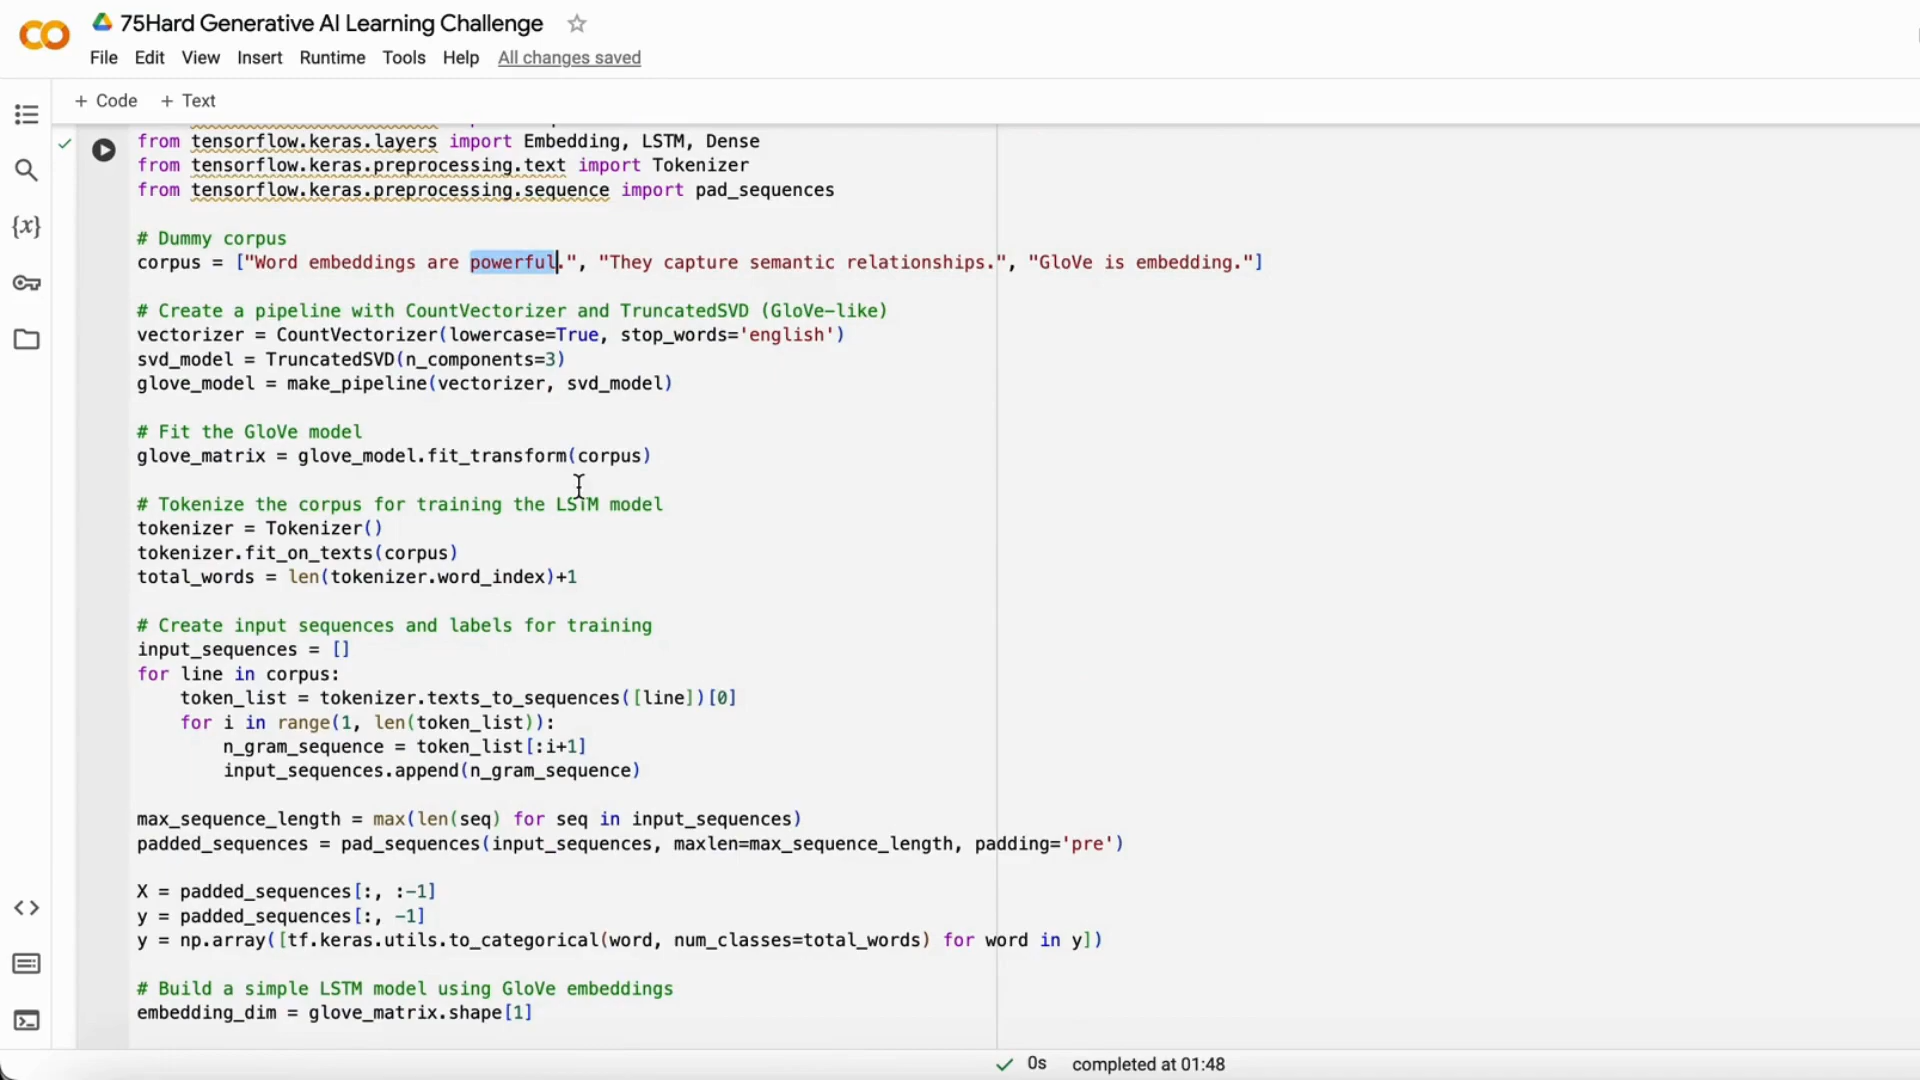 75Hard Generative AI Learning Challenge
File Edit View Insert Runtime Tools Help All changes saved
+ Code + Text
from tensorflow.keras.layers import Embedding, LSTM, Dense
from tensorflow.keras.preprocessing.text import Tokenizer
from tensorflow.keras.preprocessing.sequence import pad_sequences
# Dummy corpus
corpus = ["Word embeddings are powerful.", "They capture semantic relationships.", "GloVe is embedding."]
# Create a pipeline with CountVectorizer and TruncatedSVD (GloVe-like)
vectorizer = CountVectorizer(lowercase=True, stop_words='english')
svd_model = TruncatedSVD(n_components=3)
glove_model = make_pipeline(vectorizer, svd_model)
# Fit the GloVe model
glove_matrix = glove_model.fit_transform(corpus)
# Tokenize the corpus for training the LSTM model
tokenizer = Tokenizer()
tokenizer.fit_on_texts(corpus)
total_words = len(tokenizer.word_index)+1
# Create input sequences and labels for training
input_sequences = []
for line in corpus:
    token_list = tokenizer.texts_to_sequences([line])[0]
    for i in range(1, len(token_list)):
        n_gram_sequence = token_list[:i+1]
        input_sequences.append(n_gram_sequence)
max_sequence_length = max(len(seq) for seq in input_sequences)
padded_sequences = pad_sequences(input_sequences, maxlen=max_sequence_length, padding='pre')
X = padded_sequences[:, :-1]
y = padded_sequences[:, -1]
y = np.array([tf.keras.utils.to_categorical(word, num_classes=total_words) for word in y])
# Build a simple LSTM model using GloVe embeddings
embedding_dim = glove_matrix.shape[1]
0s completed at 01:48